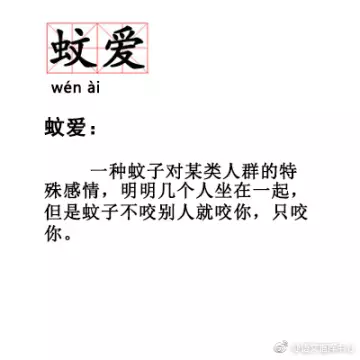 蚊爱
wén ài
蚊爱：
一种蚊子对某类人群的特
殊感情，明明几个人坐在一起，
但是蚊子不咬别人就咬你，只咬
你。